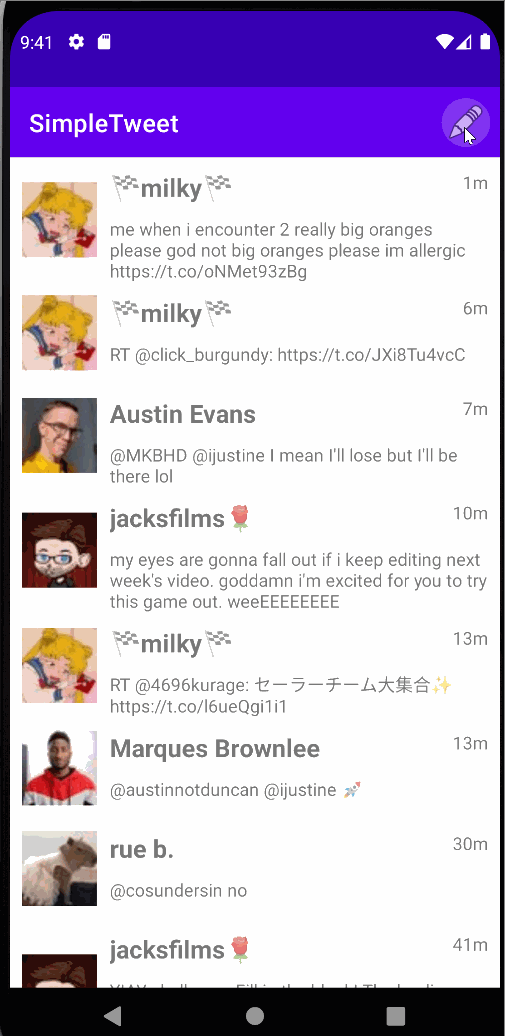 9:41
SimpleTweet
🏁milky🏁 1m
me when i encounter 2 really big oranges
please god not big oranges please im allergic
https://t.co/oNMet93zBg
🏁milky🏁 6m
RT @click_burgundy: https://t.co/JXi8Tu4vcC
Austin Evans 7m
@MKBHD @ijustine I mean I'll lose but I'll be
there lol
jacksfilms🌹 10m
my eyes are gonna fall out if i keep editing next
week's video. goddamn i'm excited for you to try
this game out. weeEEEEEEEE
🏁milky🏁 13m
RT @4696kurage: セーラーチーム大集合✨
https://t.co/l6ueQgi1i1
Marques Brownlee 13m
@austinnotduncan @ijustine 🚀
rue b. 30m
@cosundersin no
jacksfilms🌹 41m